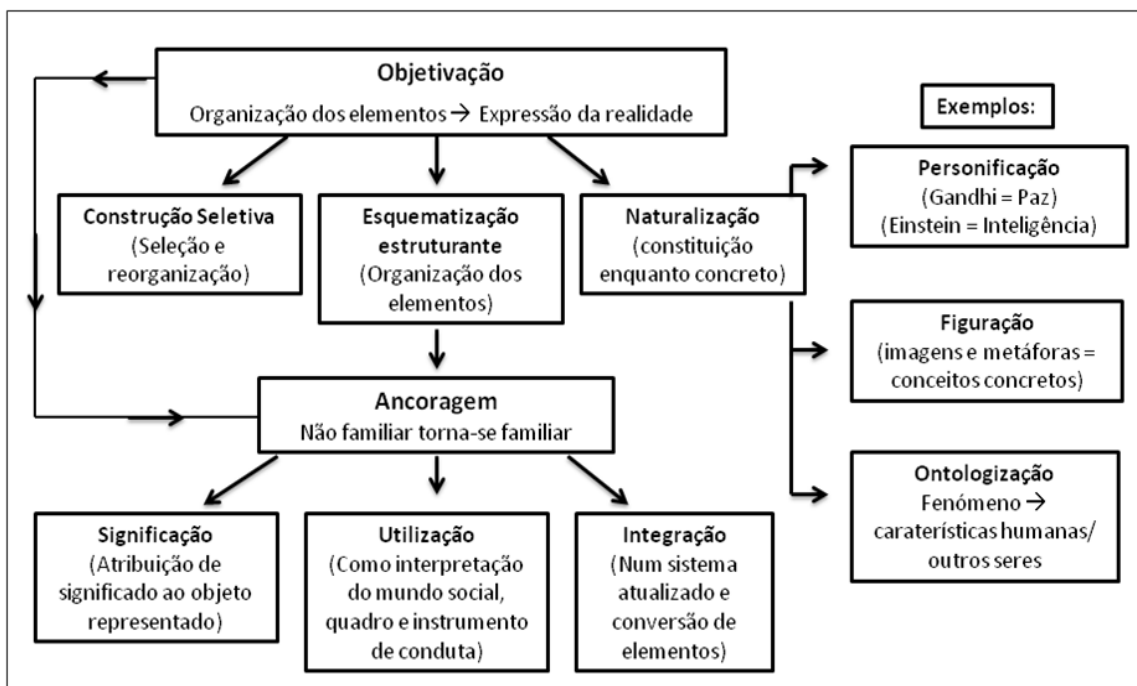 Objetivação
Organização dos elementos → Expressão da realidade
Exemplos:
Construção Seletiva
(Seleção e
reorganização)
Esquematização
estruturante
(Organização dos
elementos)
Naturalização
(constituição
enquanto concreto)
Personificação
(Gandhi = Paz)
(Einstein = Inteligência)
Figuração
(imagens e metáforas =
conceitos concretos)
Ancoragem
Não familiar torna-se familiar
Ontologização
Fenómeno →
caraterísticas humanas/
outros seres
Significação
(Atribuição de
significado ao objeto
representado)
Utilização
(Como interpretação
do mundo social,
quadro e instrumento
de conduta)
Integração
(Num sistema
atualizado e
conversão de
elementos)